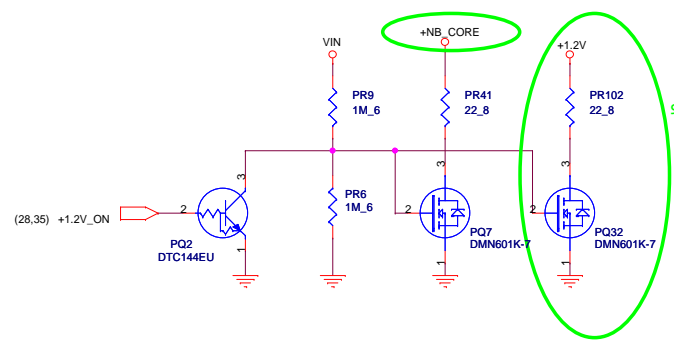 +NB_CORE
VIN
+1.2V
PR9
1M_6
PR41
22_8
PR102
22_8
3
3
3
PR6
1M_6
2
2
2
(28,35) +1.2V_ON
PQ7
DMN601K-7
PQ32
DMN601K-7
PQ2
DTC144EU
1
1
1